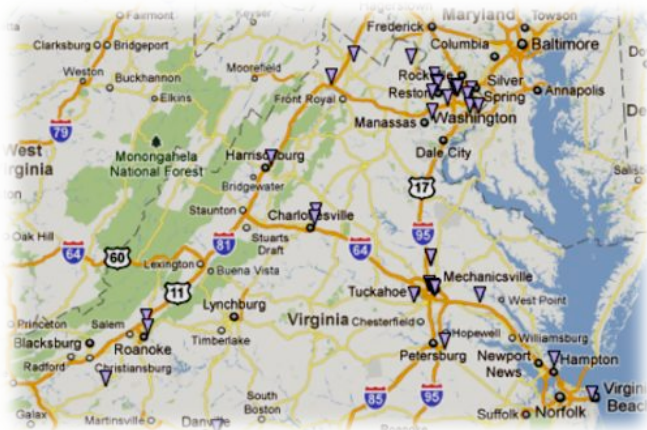 Fairmont
Keyser
Hagerstown
Maryland
Towson
Frederick
Clarksburg
Bridgeport
Columbia
Baltimore
Weston
Buckhannon
Moorefield
Silver
Spring
Elkins
Front Royal
Reston
Annapolis
79
Manassas
Washington
West
Virginia
Monongahela
National Forest
Harrisonburg
Dale City
Bridgewater
17
Staunton
Charlottesville
Oak Hill
64
60
81
Stuarts
Draft
64
95
Lexington
Buena Vista
11
Tuckahoe
Mechanicsville
West Point
Princeton
Salem
Lynchburg
Virginia
Chesterfield
Blacksburg
Roanoke
Timberlake
Hopewell
Williamsburg
Radford
Christiansburg
Petersburg
Newport
News
Hampton
South
Boston
85
95
Virginia
Beach
Galax
Martinsville
Danville
Suffolk
Norfolk